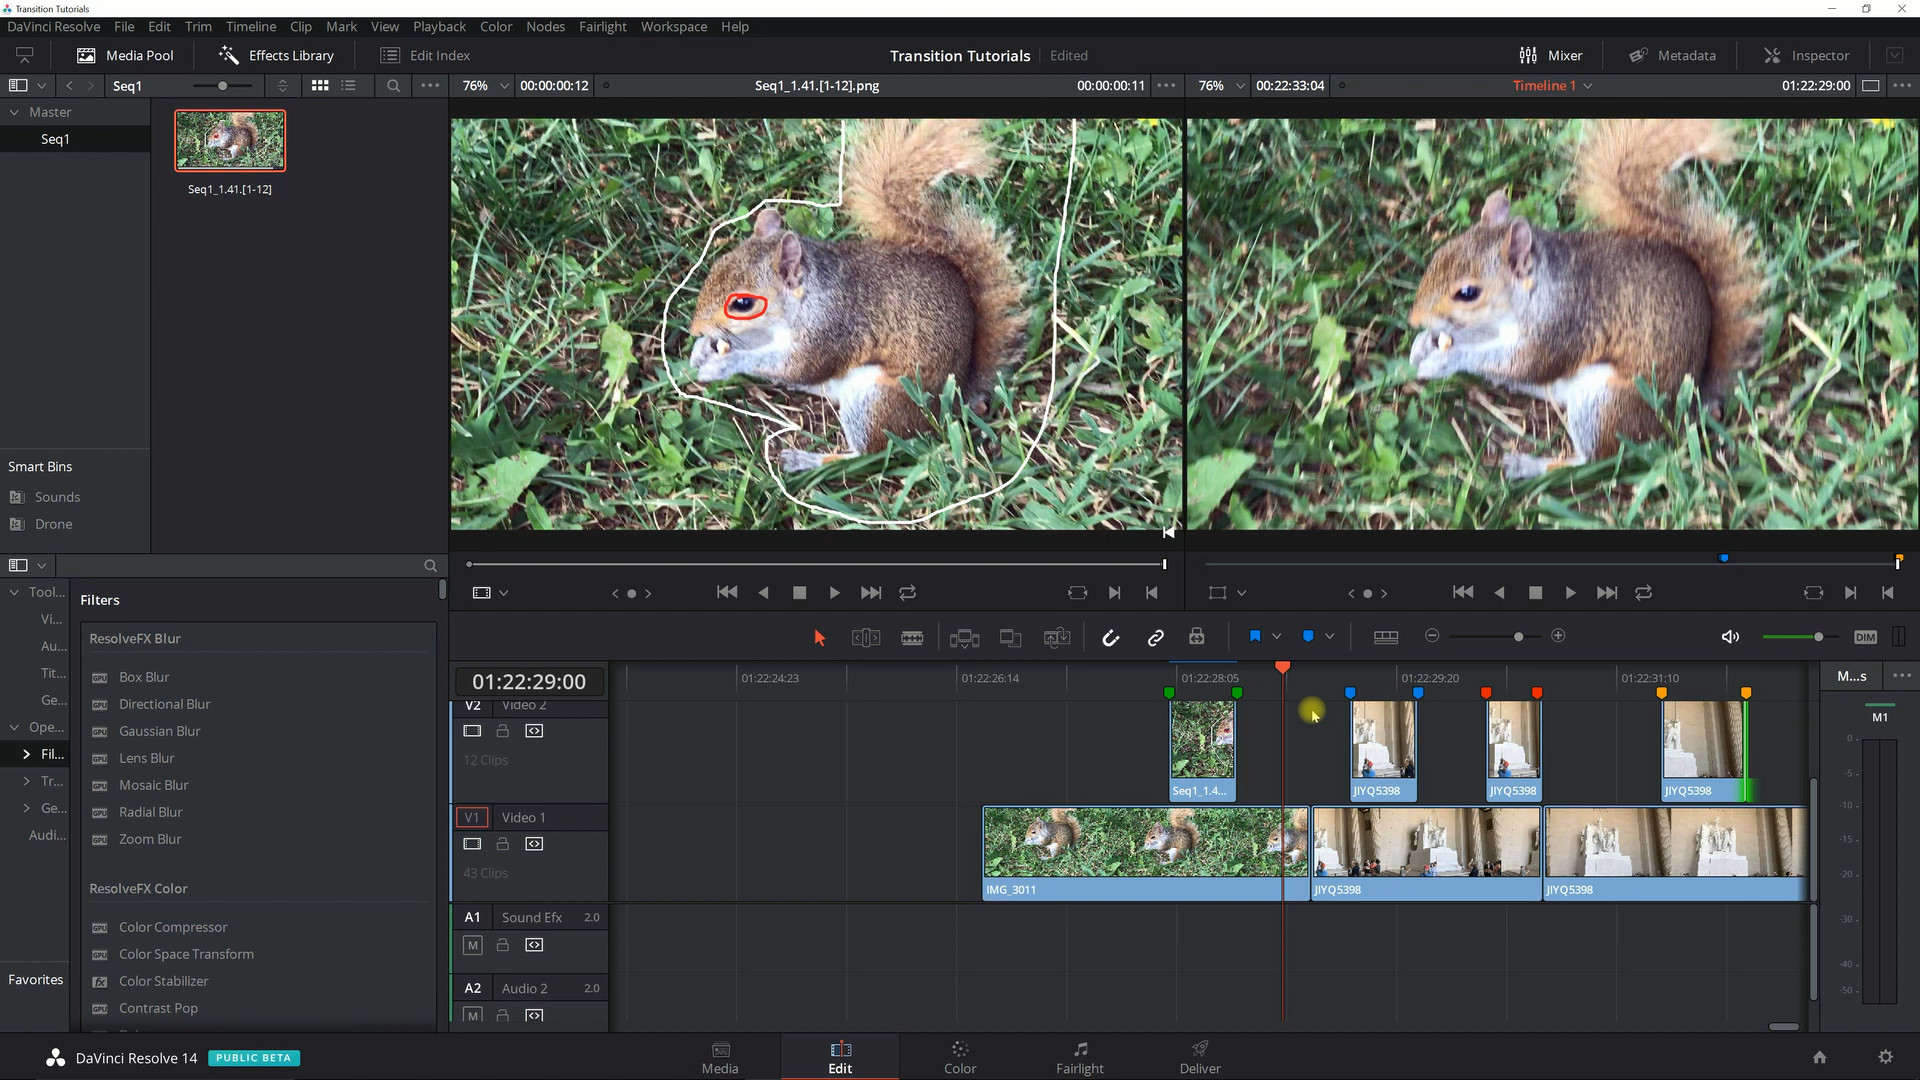 Transition Tutorials
DaVinci Resolve File Edit Trim Timeline Clip Mark View Playback Color Nodes Fairlight Workspace Help
Media Pool Effects Library Edit Index Transition Tutorials Edited Mixer Metadata Inspector
Seq1 76% 00:00:00:12 Seq1_1.41.[1-12].png 00:00:00:11 76% 00:22:33:04 Timeline 1 01:22:29:00
Master
Seq1
Seq1_1.41.[1-12]
Smart Bins
Sounds
Drone
Tool...
Vi...
Au...
Tit...
Ge...
Ope...
Fil...
Tr...
Ge...
Audi...
Favorites
Filters
ResolveFX Blur
Box Blur
Directional Blur
Gaussian Blur
Lens Blur
Mosaic Blur
Radial Blur
Zoom Blur
ResolveFX Color
Color Compressor
Color Space Transform
Color Stabilizer
Contrast Pop
DIM
01:22:29:00 01:22:24:23 01:22:26:14 01:22:28:05 01:22:29:20 01:22:31:10 M...s
V2 Video 2
12 Clips
Seq1_1.4... JIYQ5398 JIYQ5398 JIYQ5398
V1 Video 1
43 Clips
IMG_3011 JIYQ5398 JIYQ5398
A1 Sound Efx 2.0
M
A2 Audio 2 2.0
M
M1
0
-5
-10
-15
-20
-30
-40
-50
DaVinci Resolve 14 PUBLIC BETA Media Edit Color Fairlight Deliver